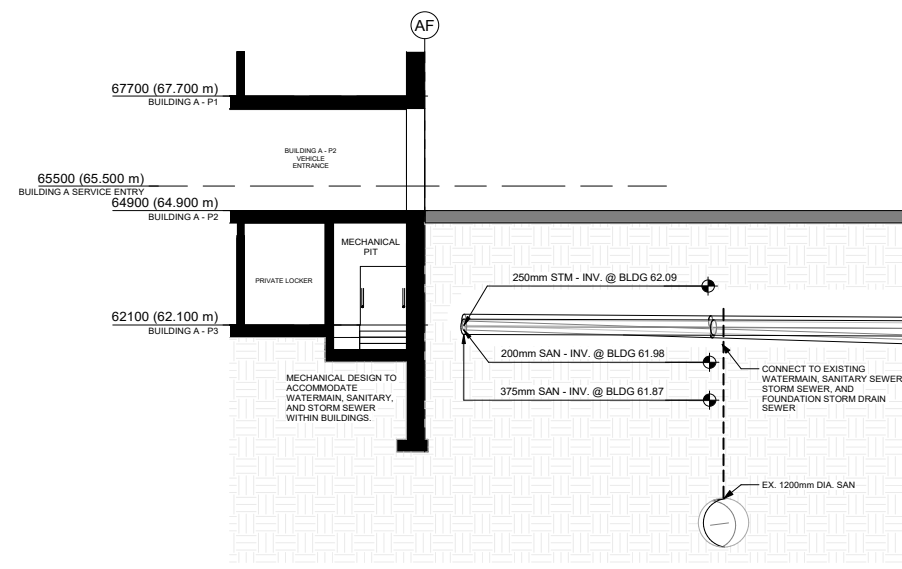 AF
67700 (67.700 m)
BUILDING A - P1
BUILDING A - P2
VEHICLE
ENTRANCE
65500 (65.500 m)
BUILDING A SERVICE ENTRY
64900 (64.900 m)
BUILDING A - P2
MECHANICAL
PIT
PRIVATE LOCKER
250mm STM - INV. @ BLDG 62.09
62100 (62.100 m)
BUILDING A - P3
200mm SAN - INV. @ BLDG 61.98
375mm SAN - INV. @ BLDG 61.87
MECHANICAL DESIGN TO
ACCOMMODATE
WATERMAIN, SANITARY,
AND STORM SEWER
WITHIN BUILDINGS.
CONNECT TO EXISTING
WATERMAIN, SANITARY SEWER
STORM SEWER, AND
FOUNDATION STORM DRAIN
SEWER
EX. 1200mm DIA. SAN